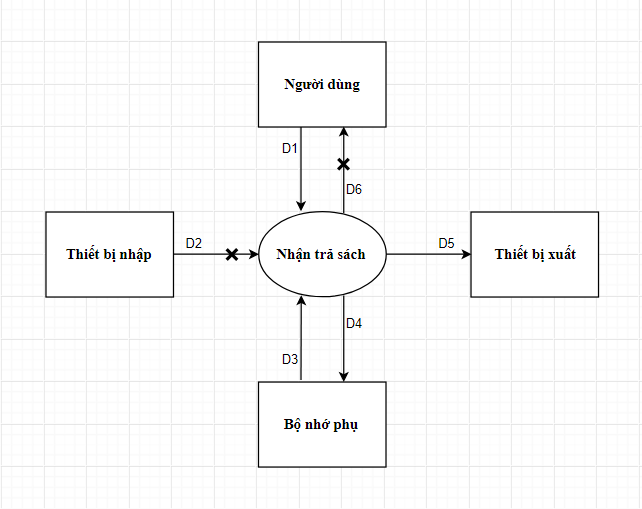 Người dùng
D1
D6
Thiết bị nhập
D2
Nhận trả sách
D5
Thiết bị xuất
D4
D3
Bộ nhớ phụ